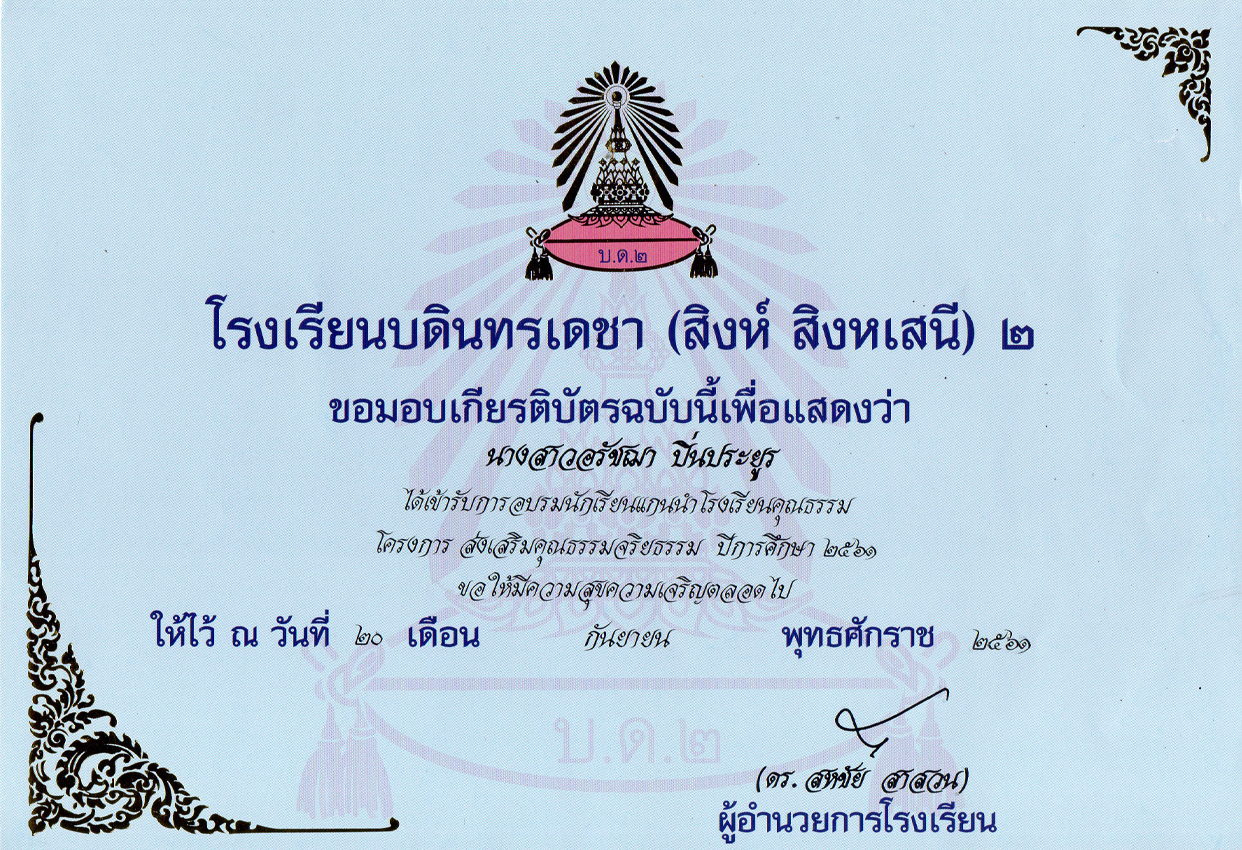 บ.ด.๒
โรงเรียนบดินทรเดชา (สิงห์ สิงหเสนี) ๒
ขอมอบเกียรติบัตรฉบับนี้เพื่อแสดงว่า
นางสาวอรัชฌา ปิ่นประยูร
ได้เข้ารับการอบรมนักเรียนแกนนำโรงเรียนคุณธรรม
โครงการ ส่งเสริมคุณธรรมจริยธรรม ปีการศึกษา ๒๕๖๑
ขอให้มีความสุขความเจริญตลอดไป
ให้ไว้ ณ วันที่ ๒๐ เดือน กันยายน พุทธศักราช ๒๕๖๑
บ.ด.๒
(ดร. สหชัย สาสวน)
ผู้อำนวยการโรงเรียน